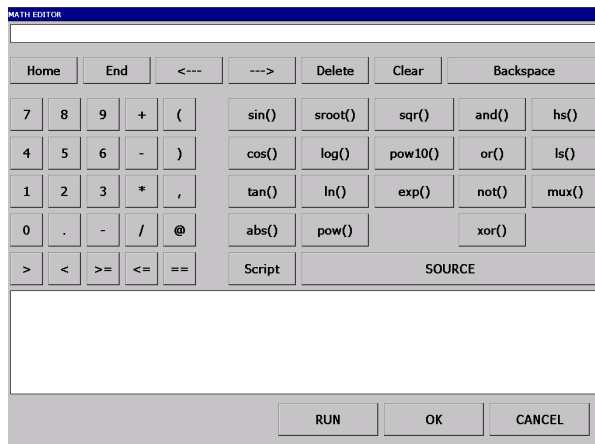 MATH EDITOR
Home End <--- ---> Delete Clear Backspace
7 8 9 + ( sin() sroot() sqr() and() hs()
4 5 6 - ) cos() log() pow10() or() ls()
1 2 3 * , tan() ln() exp() not() mux()
0 . - / @ abs() pow() xor()
> < >= <= == Script SOURCE
RUN OK CANCEL